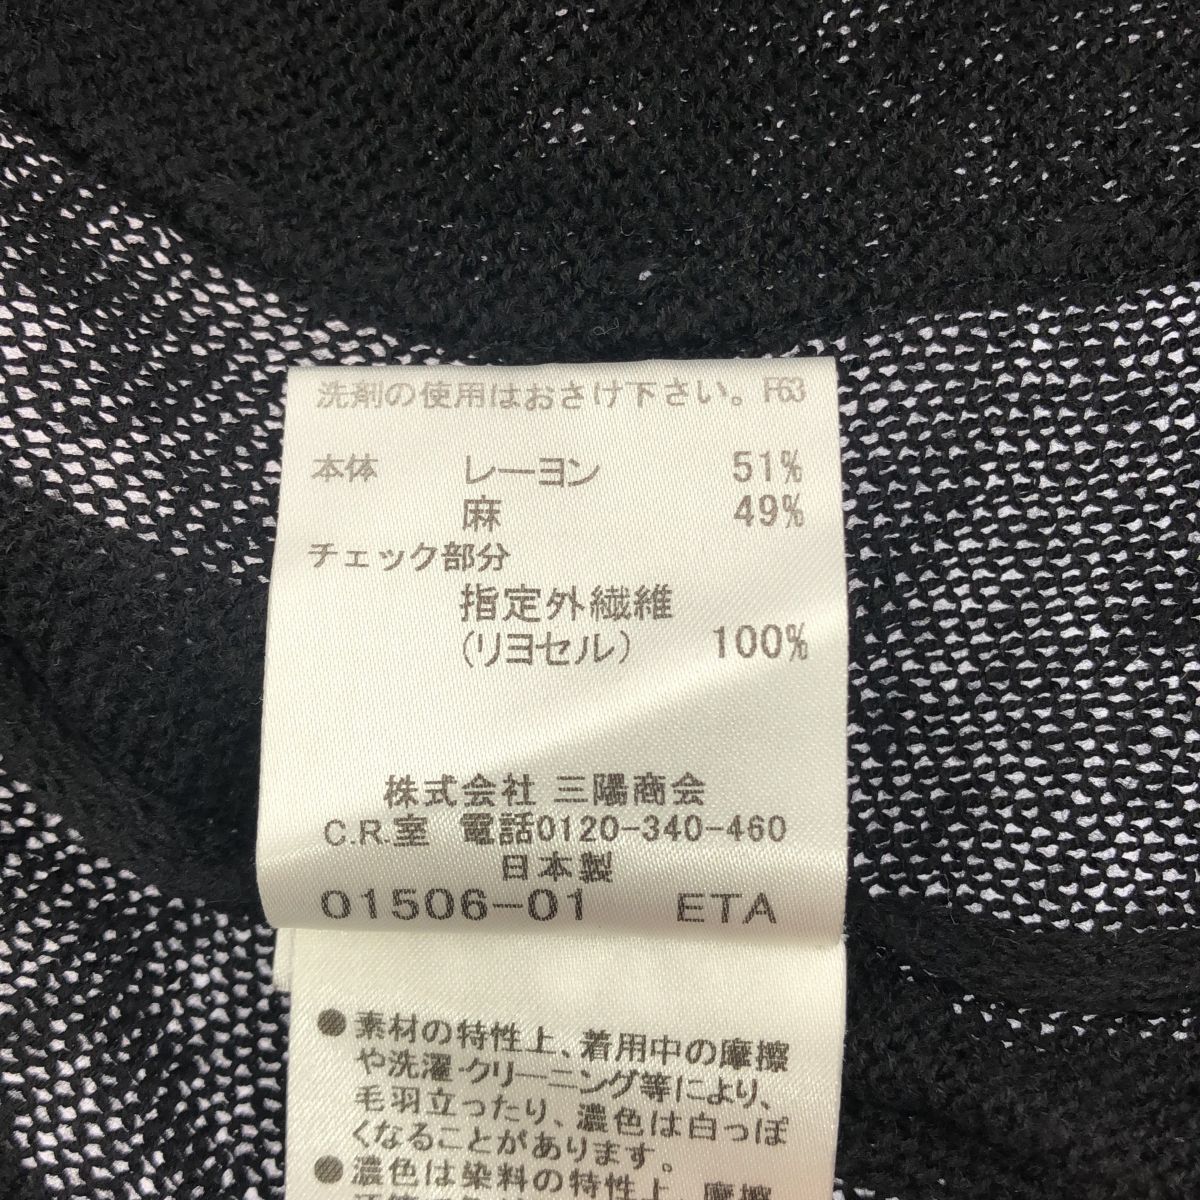 洗剤の使用はおさけ下さい。F63
本体 レーヨン 51%
麻 49%
チェック部分
指定外繊維
(リヨセル) 100%
株式会社 三陽商会
C.R.室 電話0120-340-460
日本製
01506-01 ETA
●素材の特性上、着用中の摩擦
や洗濯・クリーニング等により、
毛羽立ったり、濃色は白っぽ
くなることがあります。
●濃色は染料の特性上、摩擦